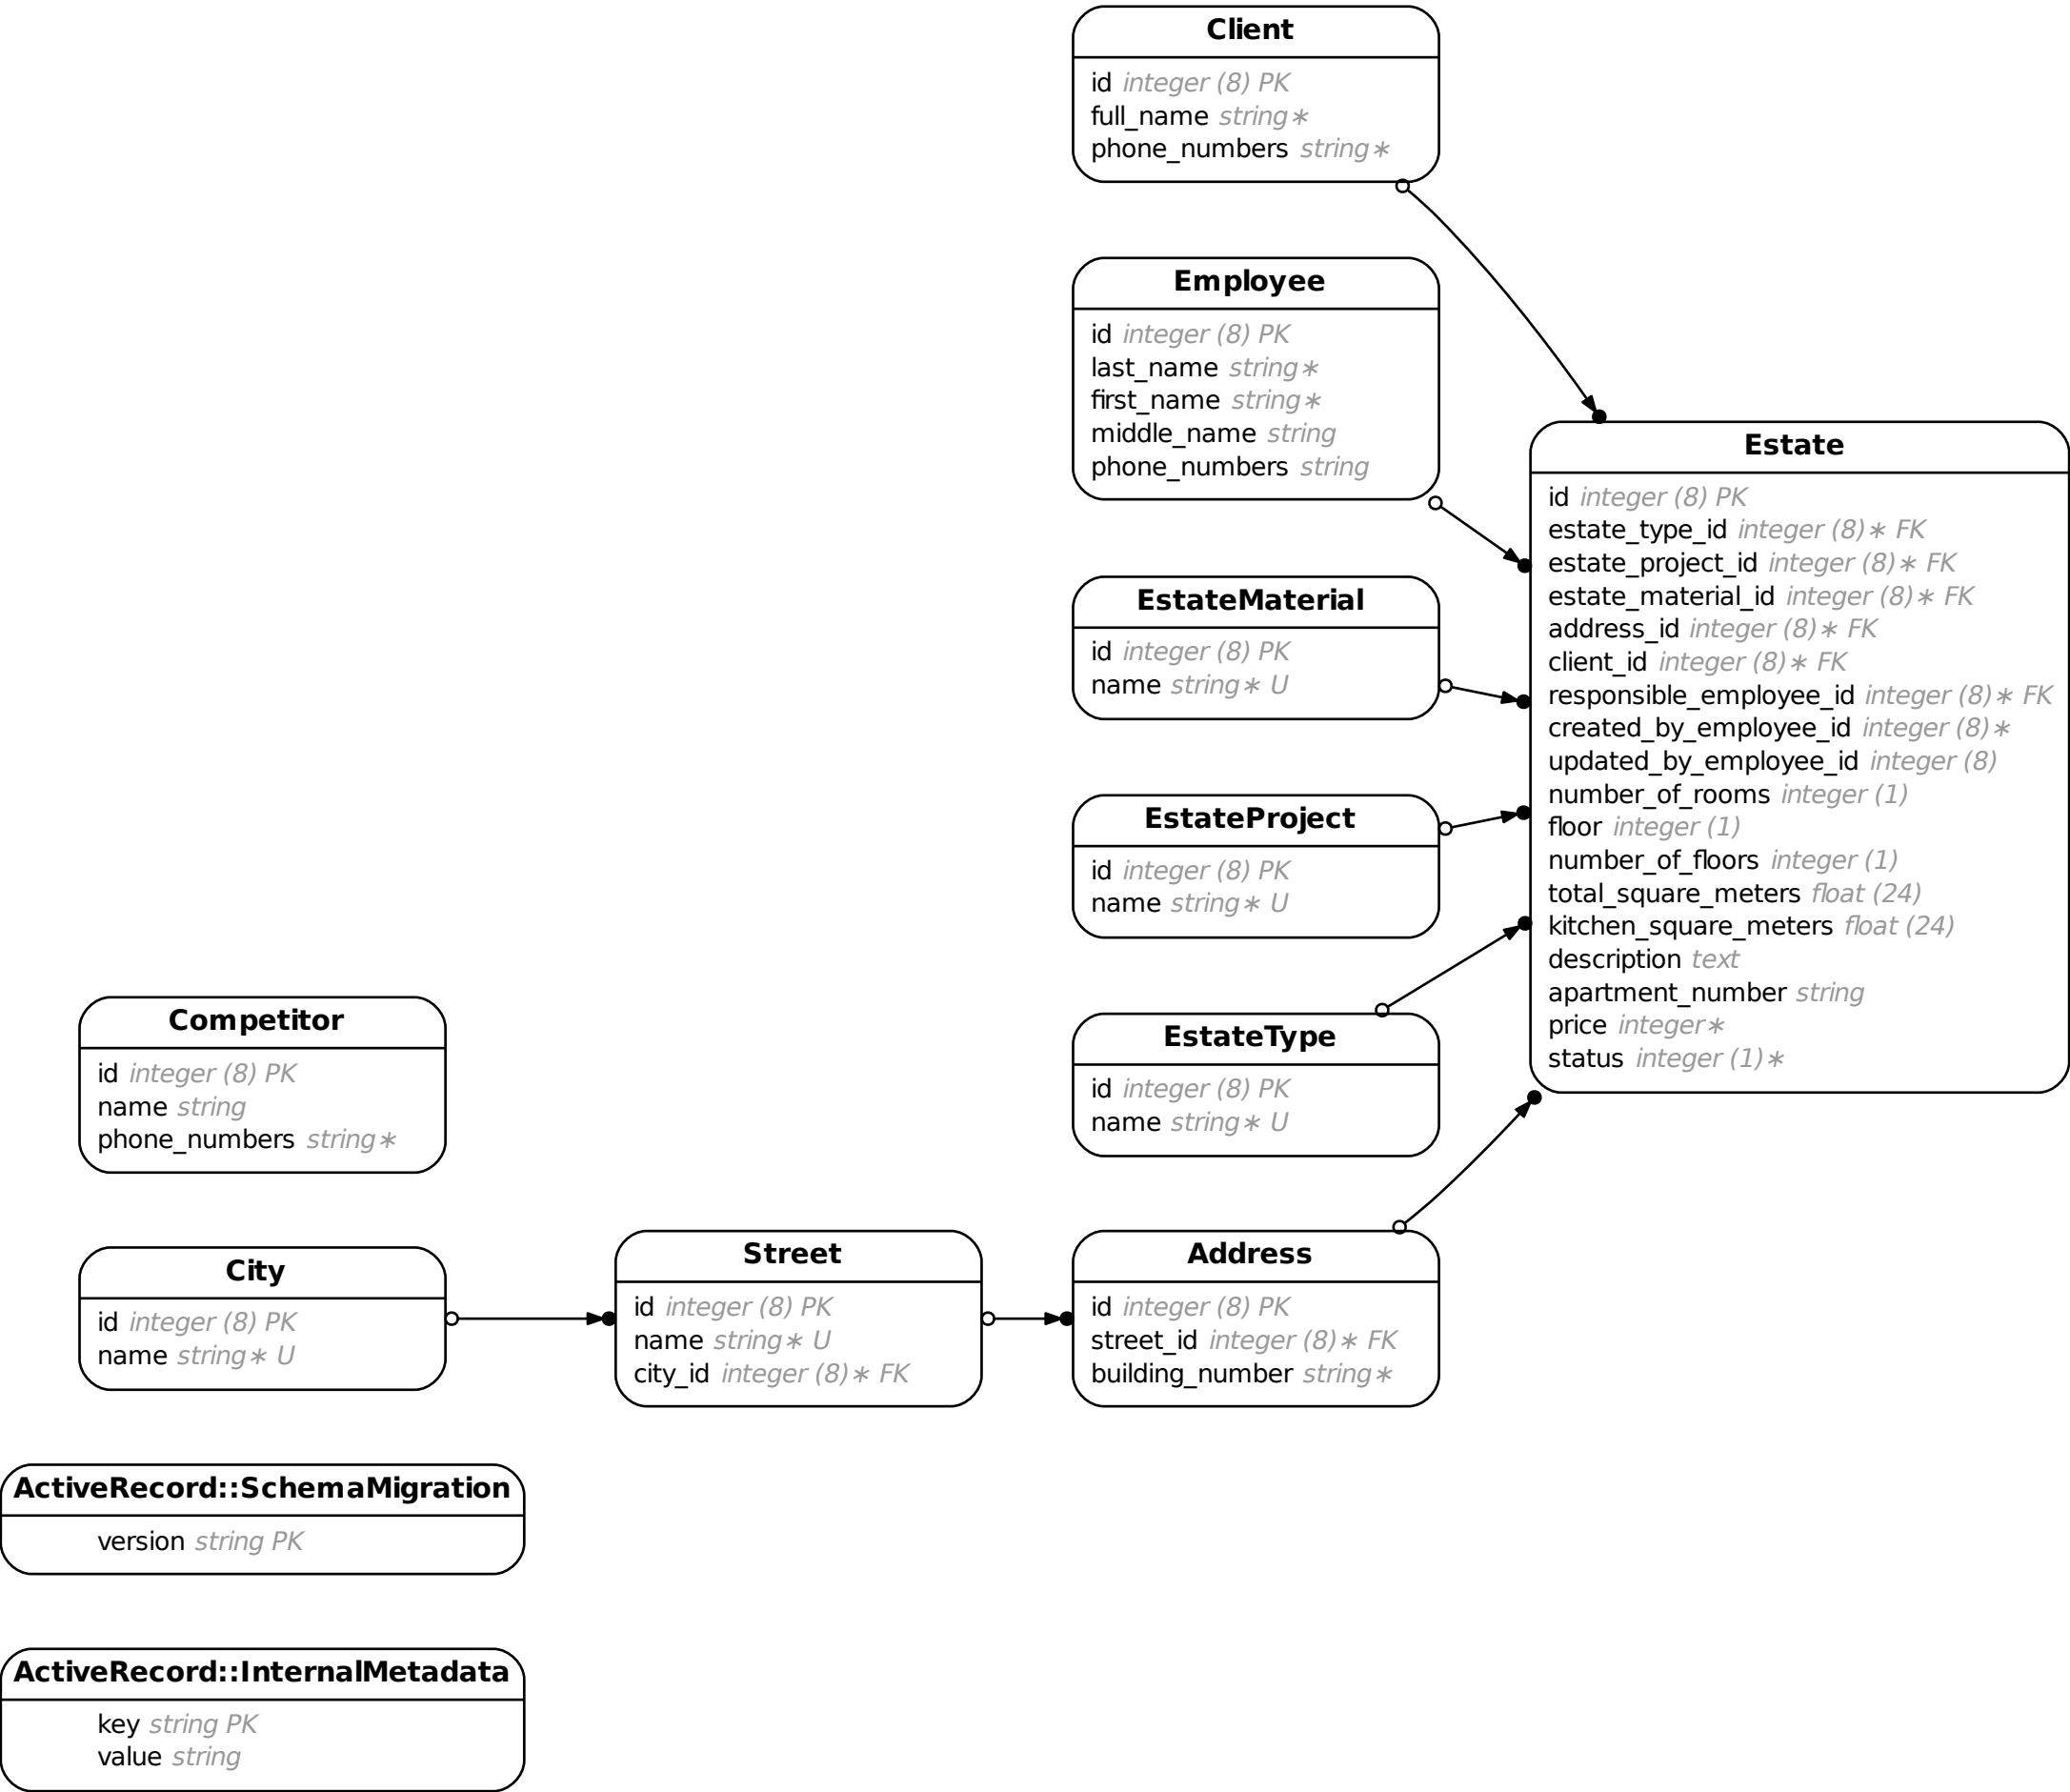 Client
id integer (8) PK
full_name string∗
phone_numbers string∗
Employee
id integer (8) PK
last_name string∗
first_name string∗
middle_name string
phone_numbers string
Estate
id integer (8) PK
estate_type_id integer (8)∗ FK
estate_project_id integer (8)∗ FK
estate_material_id integer (8)∗ FK
address_id integer (8)∗ FK
client_id integer (8)∗ FK
responsible_employee_id integer (8)∗ FK
created_by_employee_id integer (8)∗
updated_by_employee_id integer (8)
number_of_rooms integer (1)
floor integer (1)
number_of_floors integer (1)
total_square_meters float (24)
kitchen_square_meters float (24)
description text
apartment_number string
price integer∗
status integer (1)∗
EstateMaterial
id integer (8) PK
name string∗ U
EstateProject
id integer (8) PK
name string∗ U
EstateType
id integer (8) PK
name string∗ U
Competitor
id integer (8) PK
name string
phone_numbers string∗
City
id integer (8) PK
name string∗ U
Street
id integer (8) PK
name string∗ U
city_id integer (8)∗ FK
Address
id integer (8) PK
street_id integer (8)∗ FK
building_number string∗
ActiveRecord::SchemaMigration
version string PK
ActiveRecord::InternalMetadata
key string PK
value string